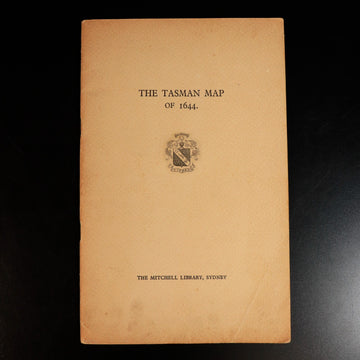 THE TASMAN MAP
OF 1644.
THE MITCHELL LIBRARY, SYDNEY